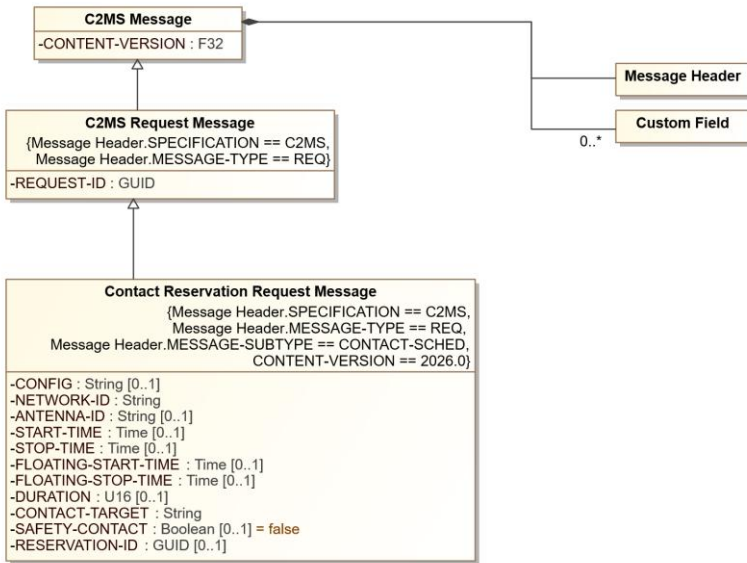 C2MS Message
-CONTENT-VERSION : F32
Message Header
Custom Field
0..*
C2MS Request Message
{Message Header.SPECIFICATION == C2MS,
Message Header.MESSAGE-TYPE == REQ}
-REQUEST-ID : GUID
Contact Reservation Request Message
{Message Header.SPECIFICATION == C2MS,
Message Header.MESSAGE-TYPE == REQ,
Message Header.MESSAGE-SUBTYPE == CONTACT-SCHED,
CONTENT-VERSION == 2026.0}
-CONFIG : String [0..1]
-NETWORK-ID : String
-ANTENNA-ID : String [0..1]
-START-TIME : Time [0..1]
-STOP-TIME : Time [0..1]
-FLOATING-START-TIME : Time [0..1]
-FLOATING-STOP-TIME : Time [0..1]
-DURATION : U16 [0..1]
-CONTACT-TARGET : String
-SAFETY-CONTACT : Boolean [0..1] = false
-RESERVATION-ID : GUID [0..1]